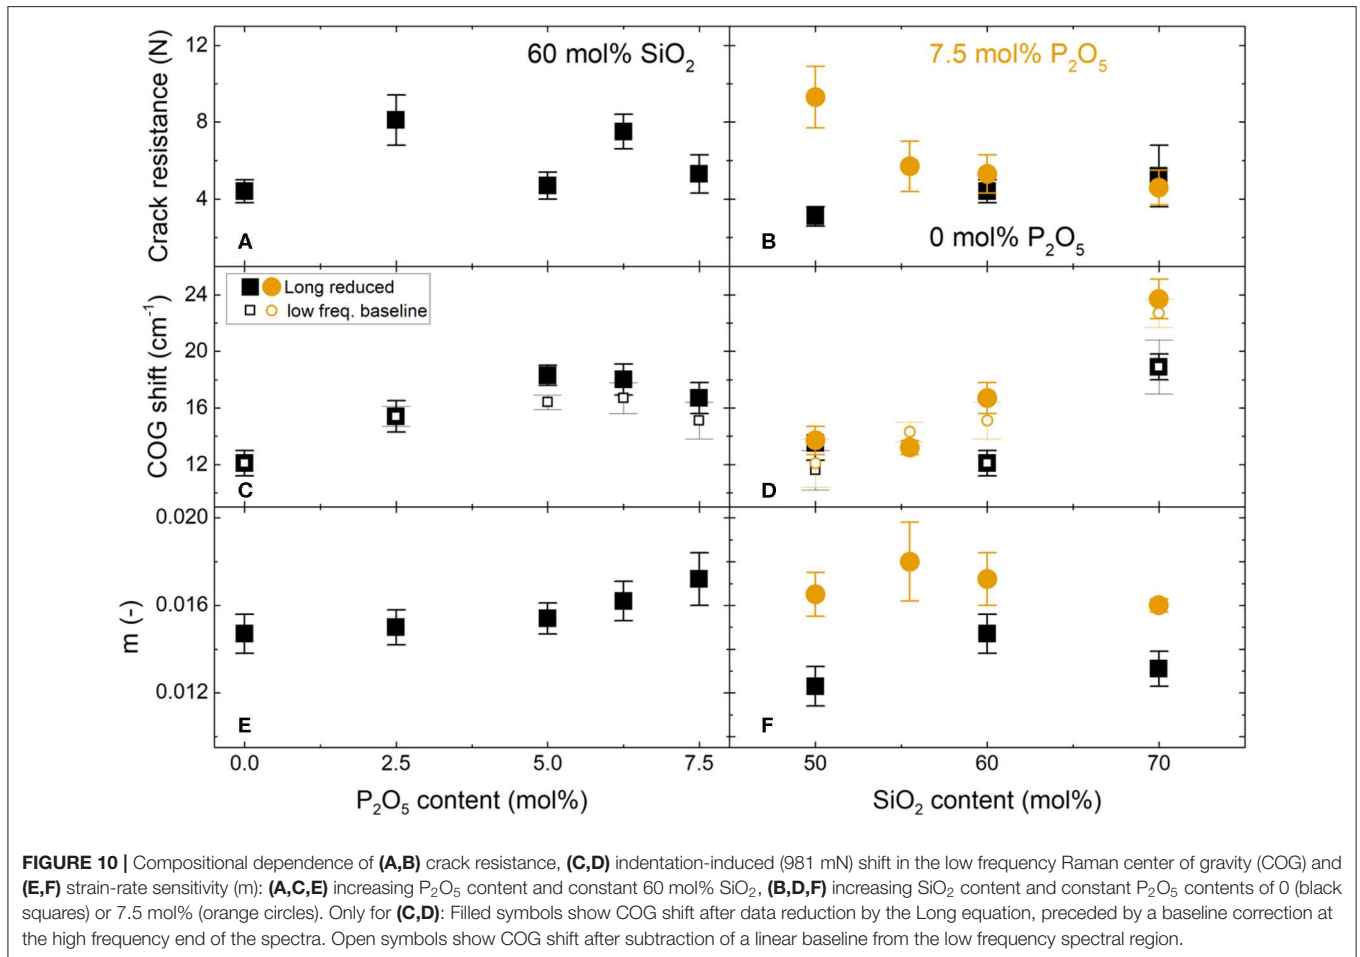 60 mol% SiO2
7.5 mol% P2O5
Crack resistance (N)
12
8
4
A
B
0 mol% P2O5
Long reduced
low freq. baseline
COG shift (cm-1)
24
20
16
12
C
D
m (-)
0.020
0.016
0.012
E
F
0.0 2.5 5.0 7.5 50 60 70
P2O5 content (mol%)
SiO2 content (mol%)
FIGURE 10 | Compositional dependence of (A,B) crack resistance, (C,D) indentation-induced (981 mN) shift in the low frequency Raman center of gravity (COG) and
(E,F) strain-rate sensitivity (m): (A,C,E) increasing P2O5 content and constant 60 mol% SiO2, (B,D,F) increasing SiO2 content and constant P2O5 contents of 0 (black
squares) or 7.5 mol% (orange circles). Only for (C,D): Filled symbols show COG shift after data reduction by the Long equation, preceded by a baseline correction at
the high frequency end of the spectra. Open symbols show COG shift after subtraction of a linear baseline from the low frequency spectral region.